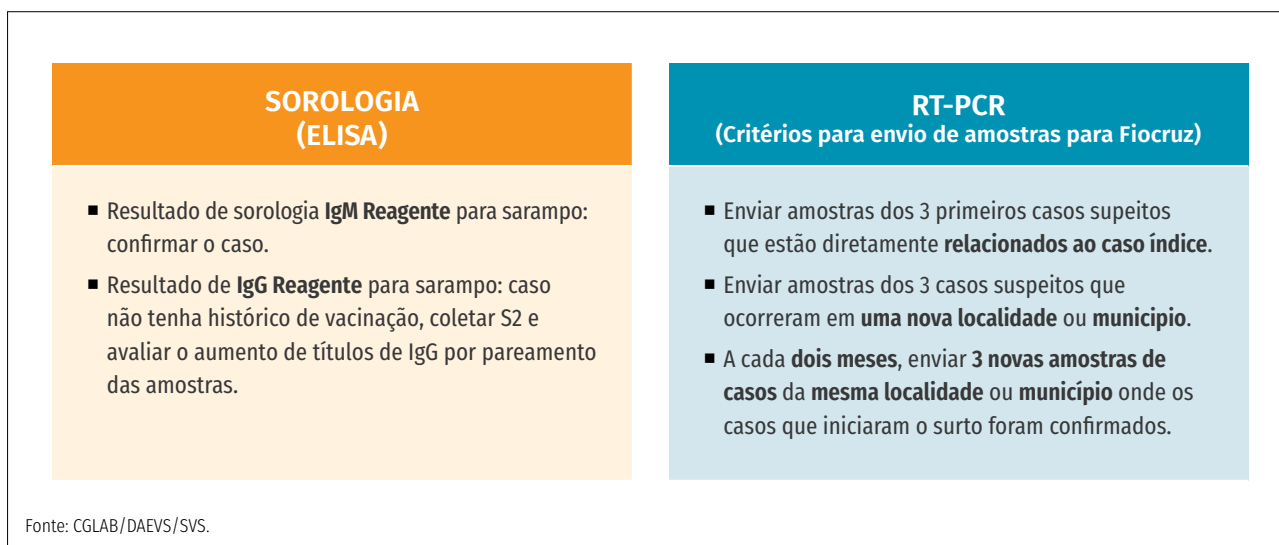 SOROLOGIA
(ELISA)
■ Resultado de sorologia IgM Reagente para sarampo:
confirmar o caso.
■ Resultado de IgG Reagente para sarampo: caso
não tenha histórico de vacinação, coletar S2 e
avaliar o aumento de títulos de IgG por pareamento
das amostras.
RT-PCR
(Critérios para envio de amostras para Fiocruz)
■ Enviar amostras dos 3 primeiros casos supeitos
que estão diretamente relacionados ao caso índice.
■ Enviar amostras dos 3 casos suspeitos que
ocorreram em uma nova localidade ou municipio.
■ A cada dois meses, enviar 3 novas amostras de
casos da mesma localidade ou município onde os
casos que iniciaram o surto foram confirmados.
Fonte: CGLAB/DAEVS/SVS.